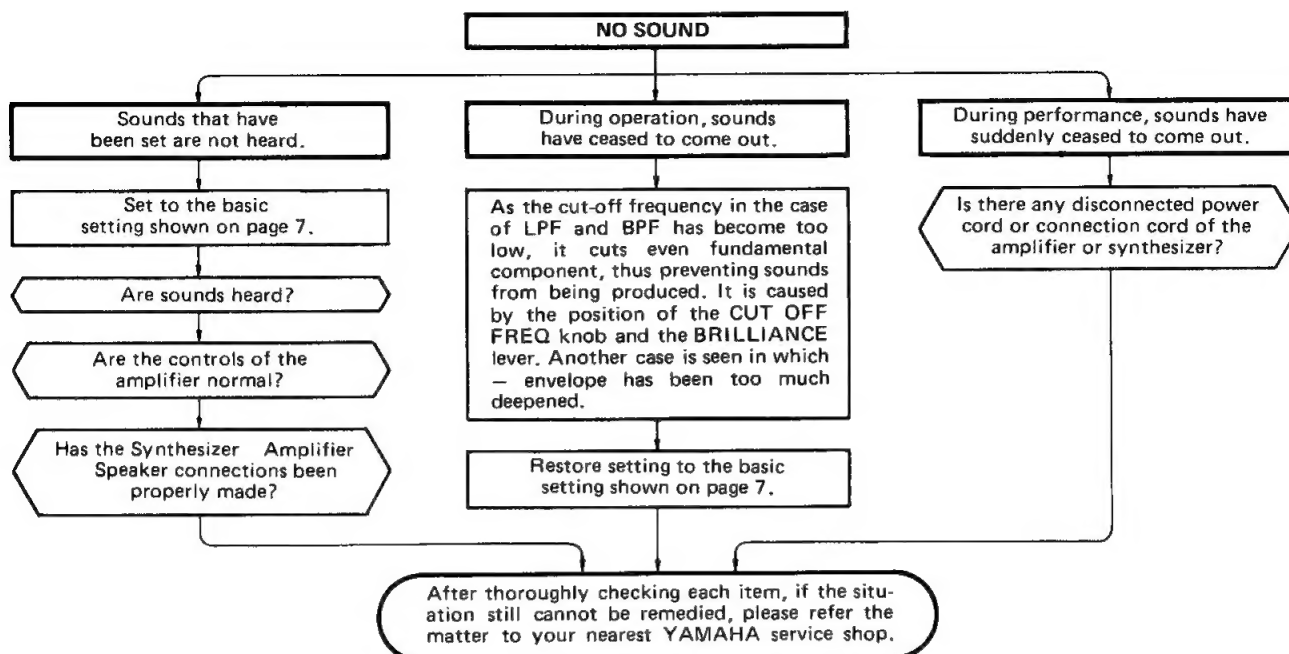 NO SOUND
Sounds that have
been set are not heard.
Set to the basic
setting shown on page 7.
Are sounds heard?
Are the controls of the
amplifier normal?
Has the Synthesizer Amplifier
Speaker connections been
properly made?
During operation, sounds
have ceased to come out.
As the cut-off frequency in the case
of LPF and BPF has become too
low, it cuts even fundamental
component, thus preventing sounds
from being produced. It is caused
by the position of the CUT OFF
FREQ knob and the BRILLIANCE
lever. Another case is seen in which
— envelope has been too much
deepened.
Restore setting to the basic
setting shown on page 7.
During performance, sounds have
suddenly ceased to come out.
Is there any disconnected power
cord or connection cord of the
amplifier or synthesizer?
After thoroughly checking each item, if the situ-
ation still cannot be remedied, please refer the
matter to your nearest YAMAHA service shop.